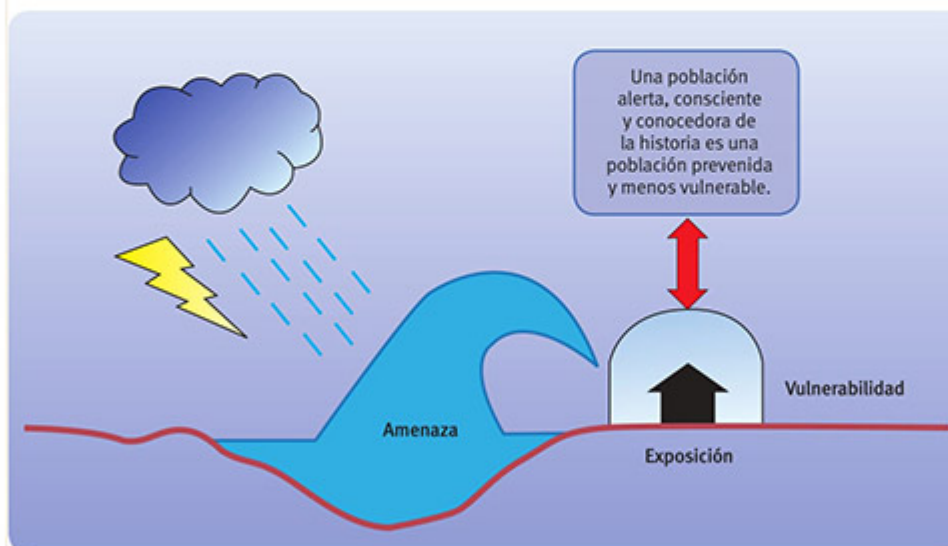 Una población
alerta, consciente
y conocedora de
la historia es una
población prevenida
y menos vulnerable.
Vulnerabilidad
Amenaza
Exposición